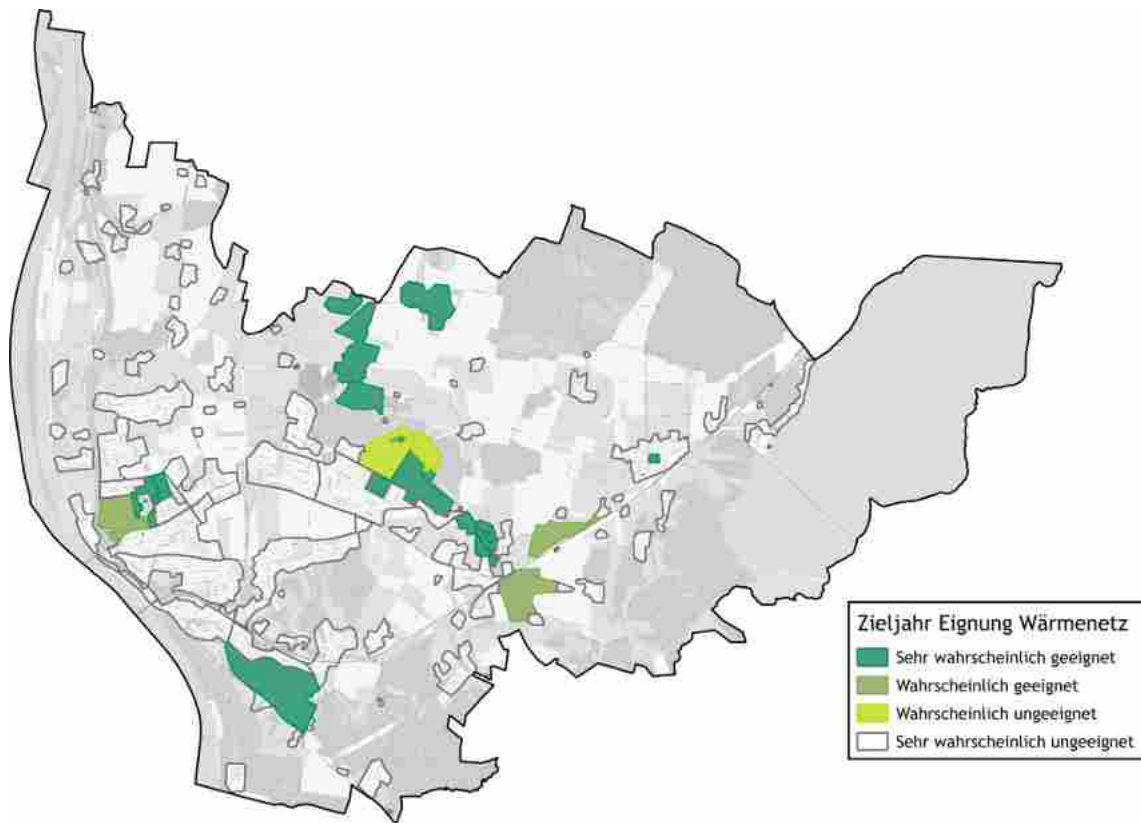 Zieljahr Eignung Wärmenetz
Sehr wahrscheinlich geeignet
Wahrscheinlich geeignet
Wahrscheinlich ungeeignet
Sehr wahrscheinlich ungeeignet